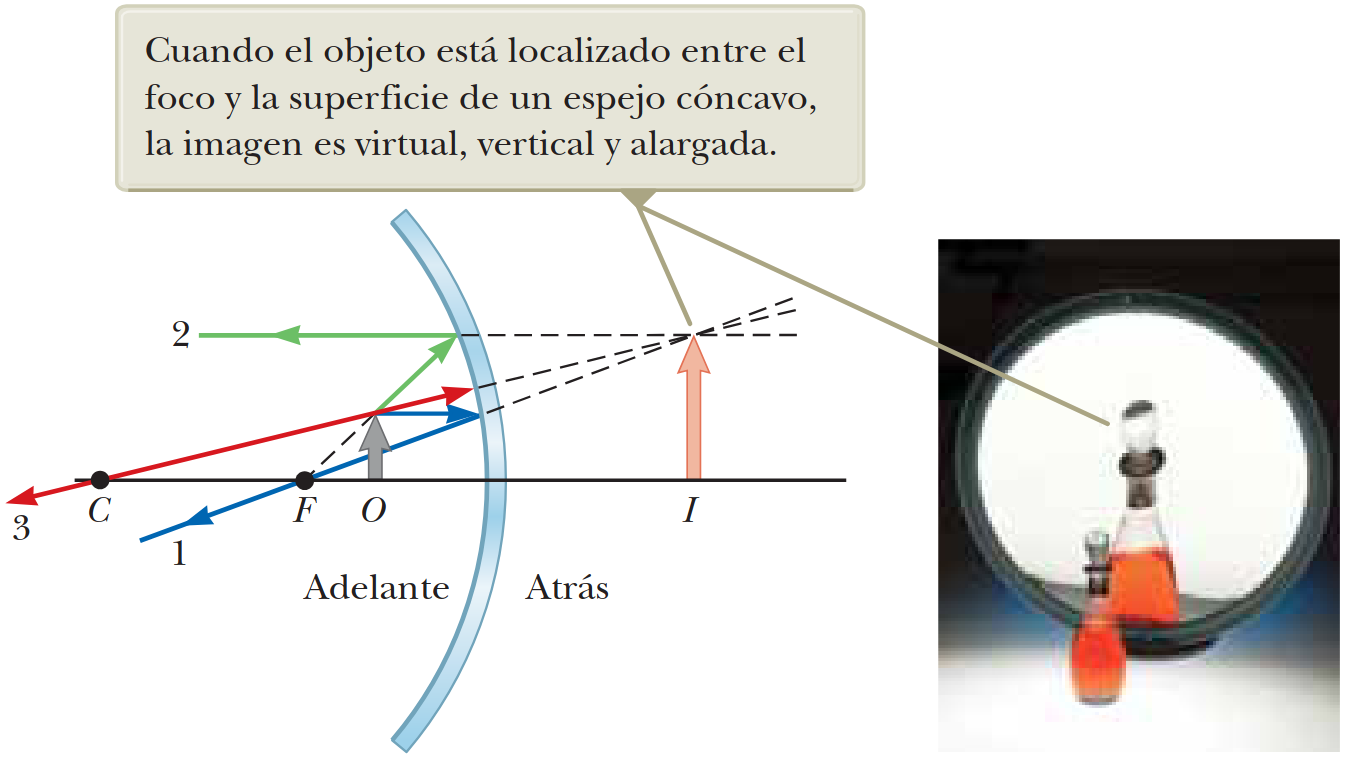 Cuando el objeto está localizado entre el
foco y la superficie de un espejo cóncavo,
la imagen es virtual, vertical y alargada.
2
3
C
F
O
I
1
Adelante
Atrás